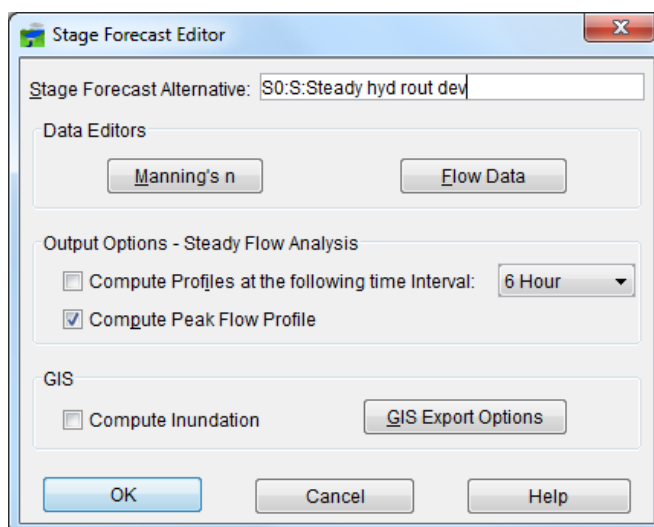 Stage Forecast Editor
Stage Forecast Alternative: S0:S:Steady hyd rout dev
Data Editors
Manning's n Flow Data
Output Options - Steady Flow Analysis
Compute Profiles at the following time Interval: 6 Hour
Compute Peak Flow Profile
GIS
Compute Inundation GIS Export Options
OK Cancel Help